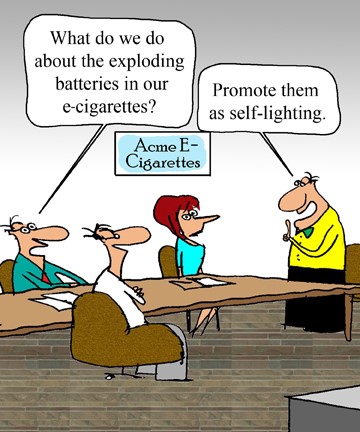 What do we do
about the exploding
batteries in our
e-cigarettes?
Promote them
as self-lighting.
Acme E-
Cigarettes